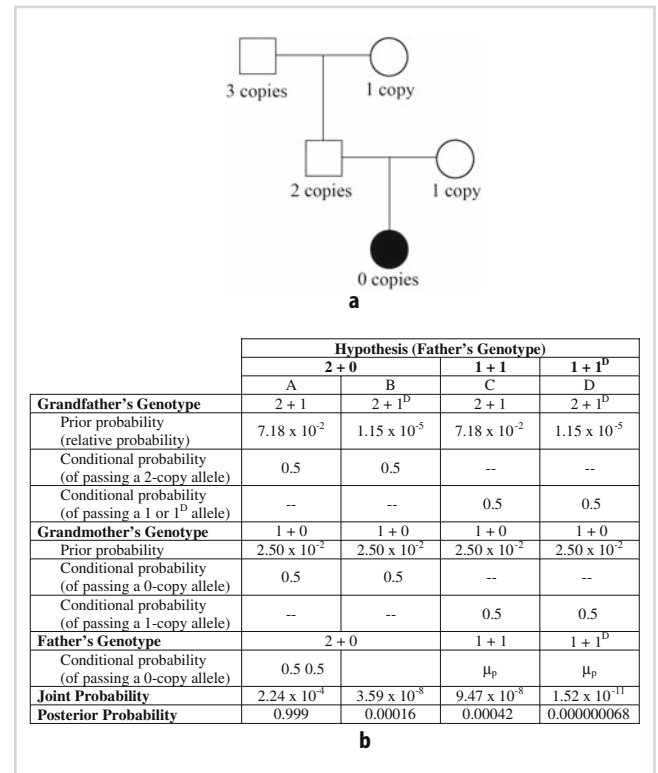 3 copies 1 copy
2 copies 1 copy
0 copies
a
Hypothesis (Father's Genotype)
2 + 0 1 + 1 1 + 1ᴰ
A B C D
Grandfather's Genotype 2 + 1 2 + 1ᴰ 2 + 1 2 + 1ᴰ
Prior probability
(relative probability) 7.18 x 10⁻² 1.15 x 10⁻⁵ 7.18 x 10⁻² 1.15 x 10⁻⁵
Conditional probability
(of passing a 2-copy allele) 0.5 0.5 -- --
Conditional probability
(of passing a 1 or 1ᴰ allele) -- -- 0.5 0.5
Grandmother's Genotype 1 + 0 1 + 0 1 + 0 1 + 0
Prior probability 2.50 x 10⁻² 2.50 x 10⁻² 2.50 x 10⁻² 2.50 x 10⁻²
Conditional probability
(of passing a 0-copy allele) 0.5 0.5 -- --
Conditional probability
(of passing a 1-copy allele) -- -- 0.5 0.5
Father's Genotype 2 + 0 1 + 1 1 + 1ᴰ
Conditional probability
(of passing a 0-copy allele) 0.5 0.5 μₚ μₚ
Joint Probability 2.24 x 10⁻⁴ 3.59 x 10⁻⁸ 9.47 x 10⁻⁸ 1.52 x 10⁻¹¹
Posterior Probability 0.999 0.00016 0.00042 0.000000068
b